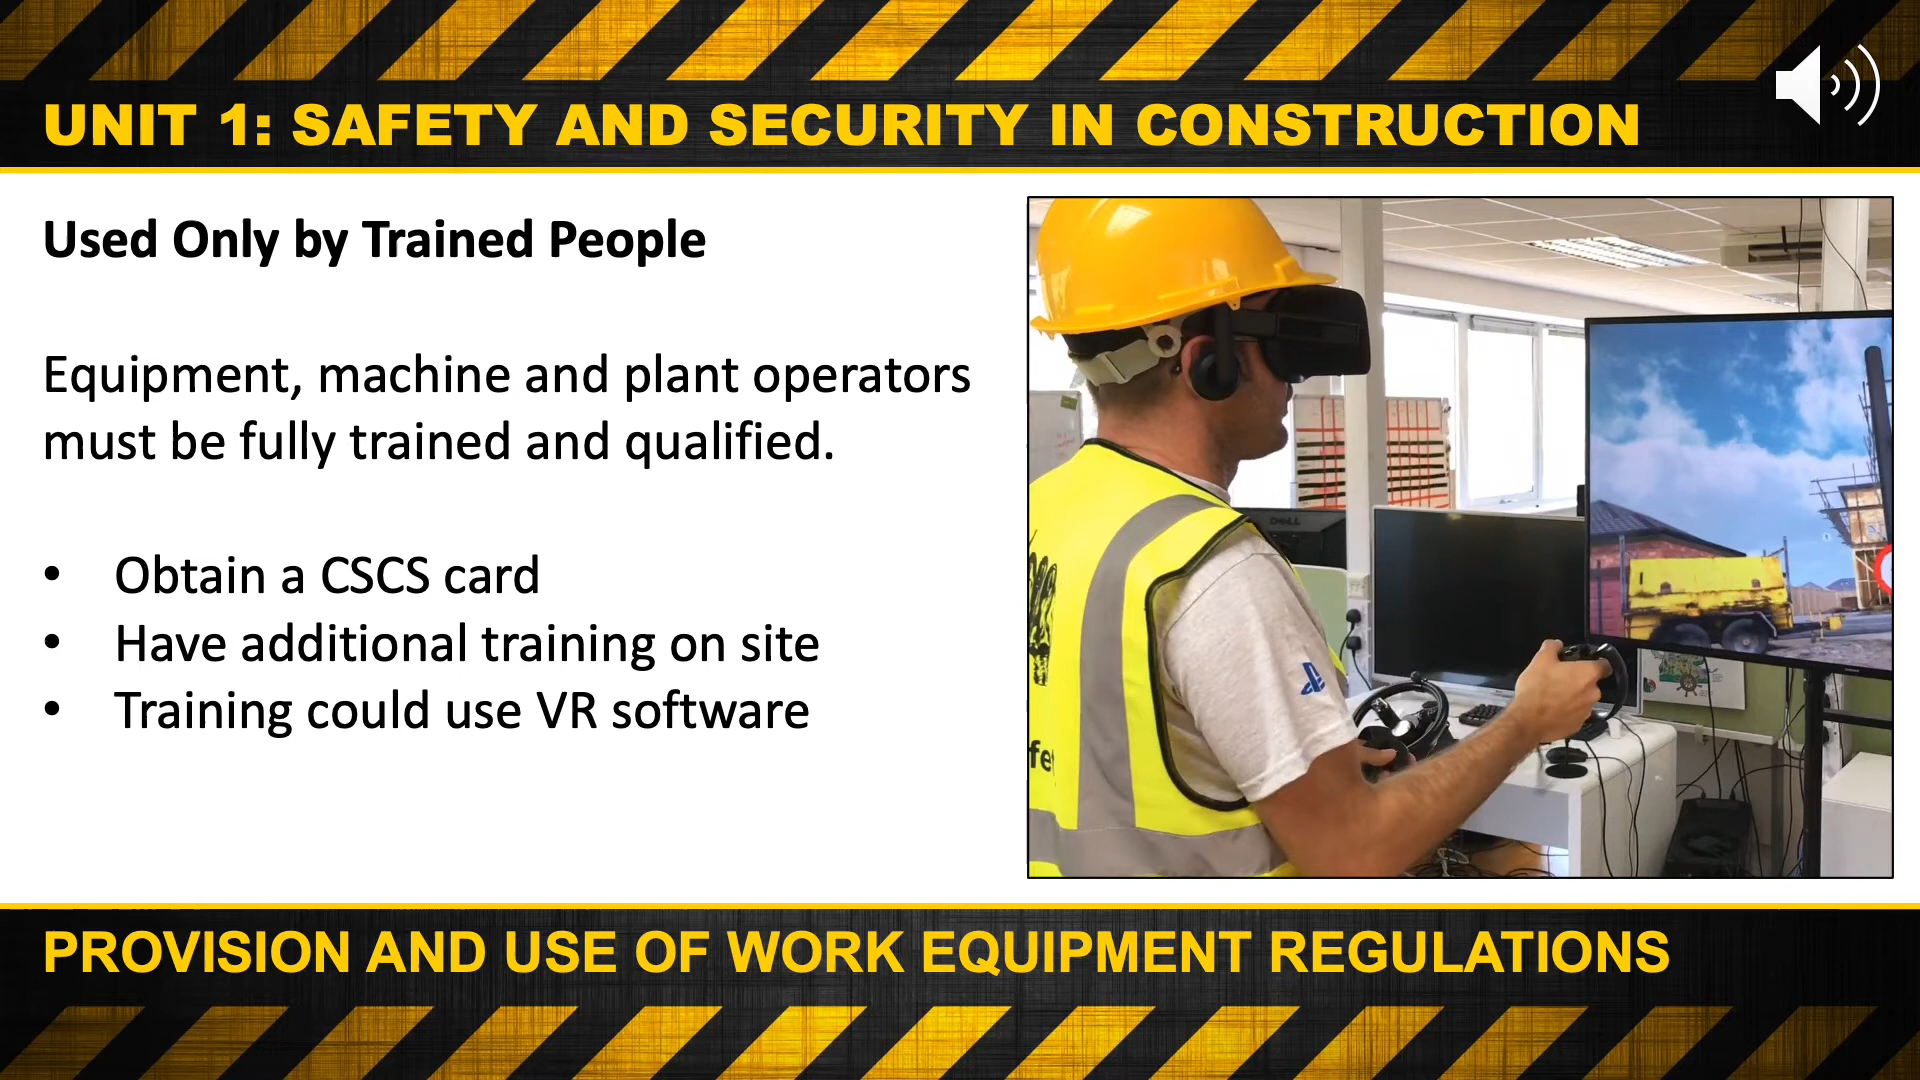 UNIT 1: SAFETY AND SECURITY IN CONSTRUCTION
Used Only by Trained People
Equipment, machine and plant operators
must be fully trained and qualified.
• Obtain a CSCS card
• Have additional training on site
• Training could use VR software
DELL
fe
PROVISION AND USE OF WORK EQUIPMENT REGULATIONS